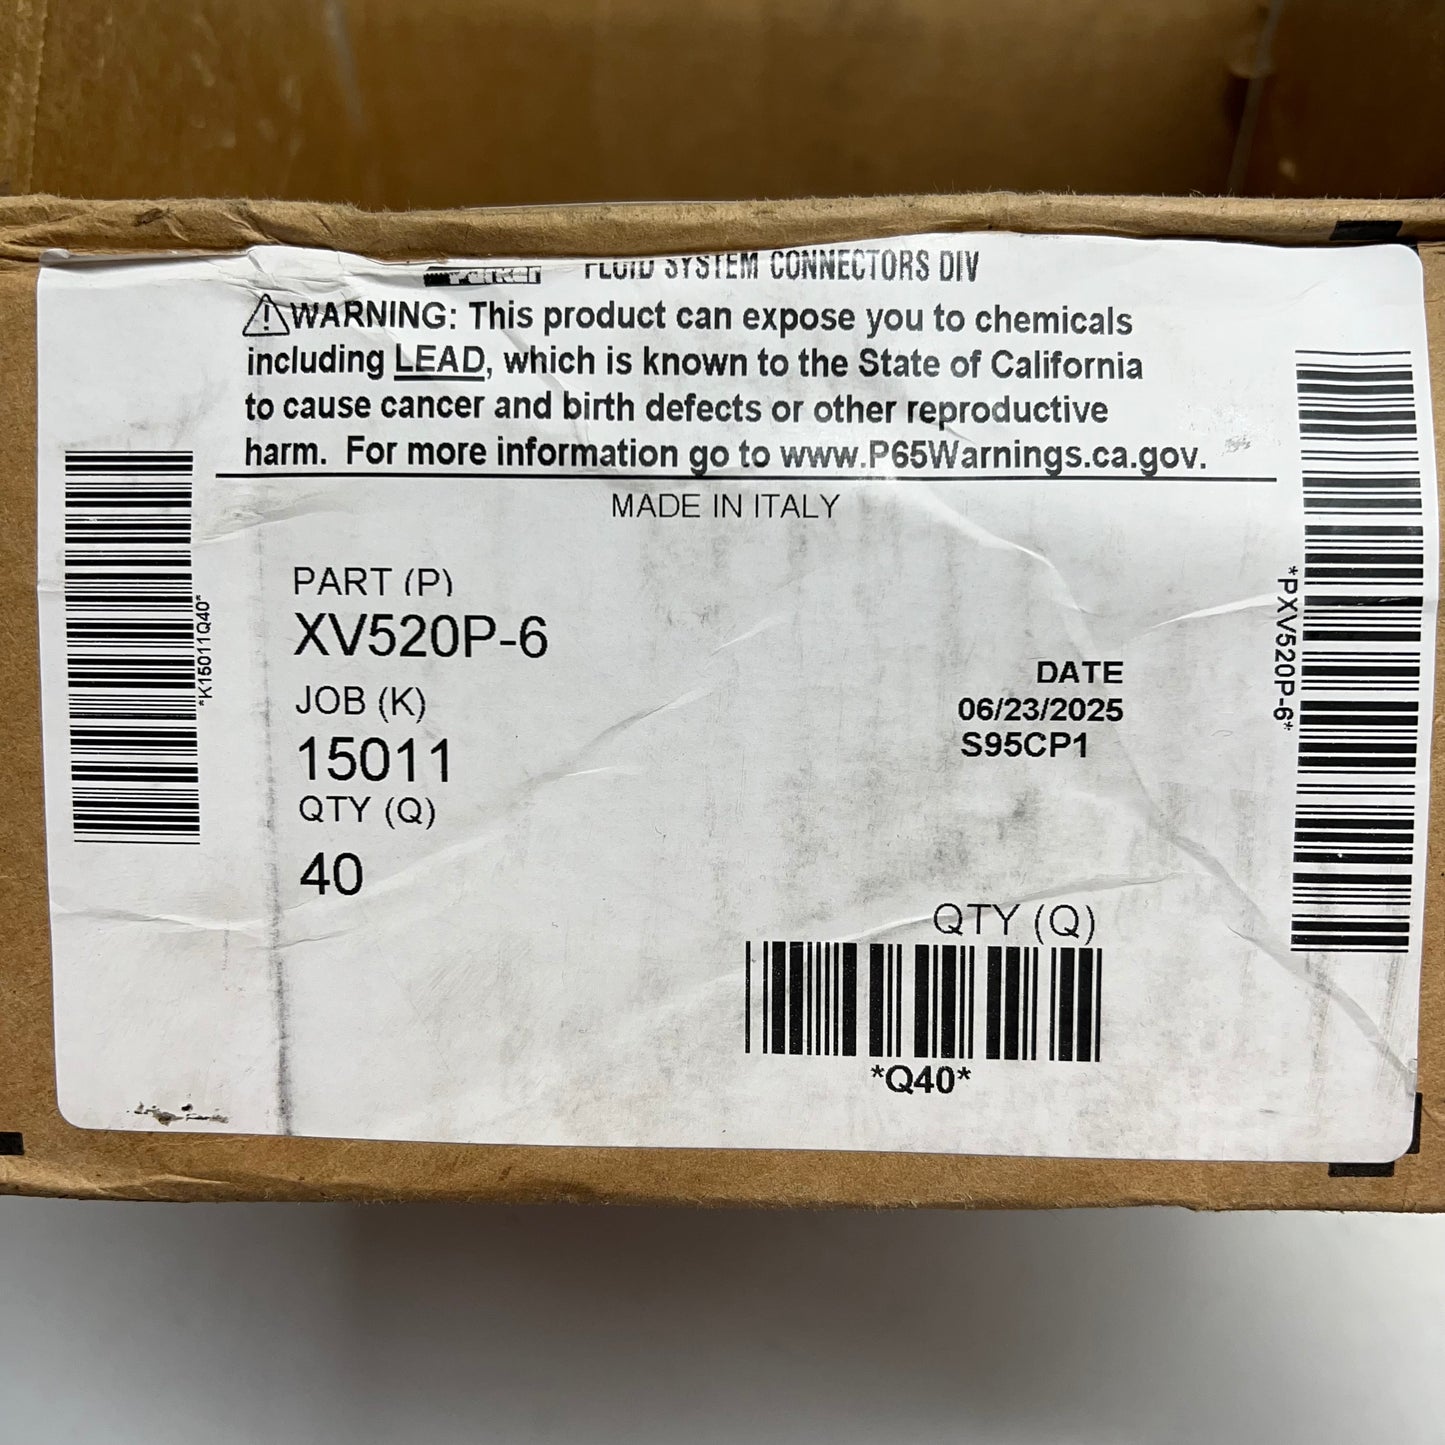 Parker FLUID SYSTEM CONNECTORS DIV
WARNING: This product can expose you to chemicals
including LEAD, which is known to the State of California
to cause cancer and birth defects or other reproductive
harm. For more information go to www.P65Warnings.ca.gov.
MADE IN ITALY
*K15011Q40*
PART (P)
XV520P-6
JOB (K)
15011
QTY (Q)
40
DATE
06/23/2025
S95CP1
QTY (Q)
*Q40*
*PXV520P-6*